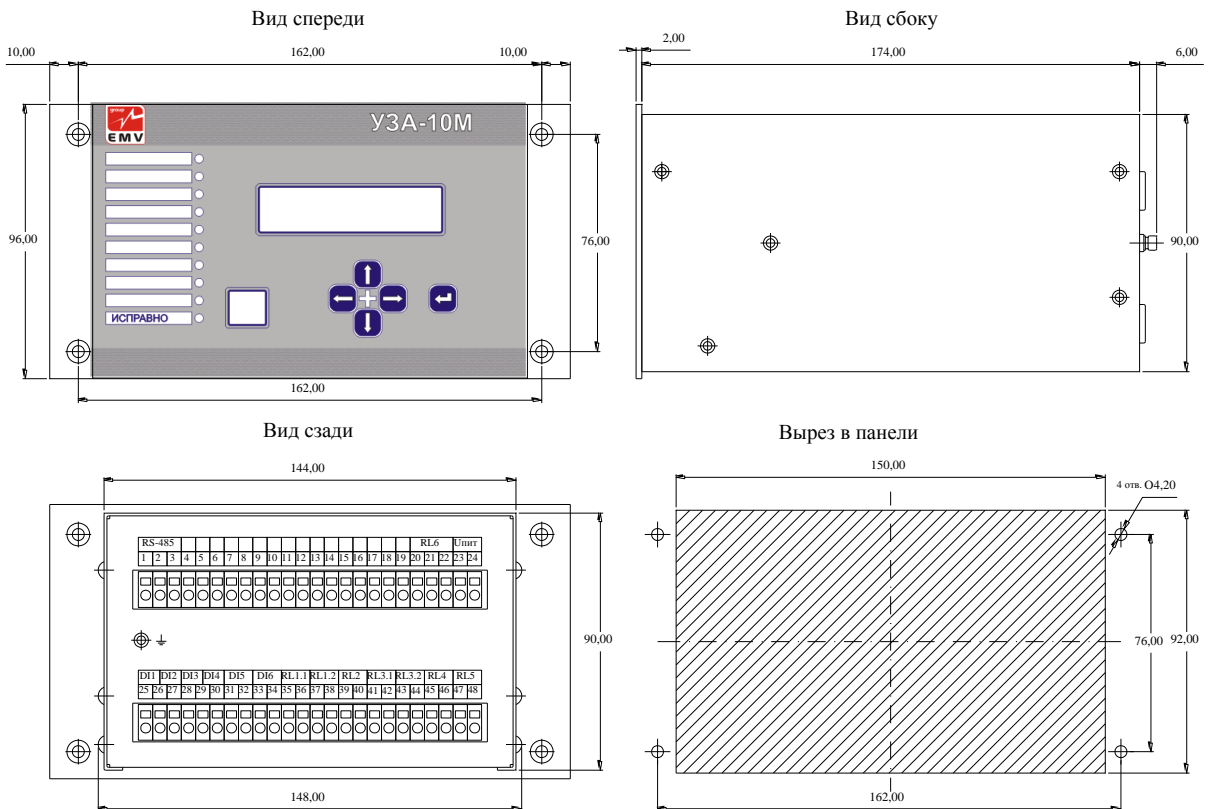 Вид спереди
Вид сбоку
10,00
162,00
10,00
2,00
174,00
6,00
group
EMV
УЗА-10М
96,00
76,00
90,00
ИСПРАВНО
162,00
Вид сзади
Вырез в панели
144,00
150,00
4 отв. O4,20
RS-485 RL6 Uпит
1 2 3 4 5 6 7 8 9 10 11 12 13 14 15 16 17 18 19 20 21 22 23 24
90,00
76,00
92,00
DI1 DI2 DI3 DI4 DI5 DI6 RL1.1 RL1.2 RL2 RL3.1 RL3.2 RL4 RL5
25 26 27 28 29 30 31 32 33 34 35 36 37 38 39 40 41 42 43 44 45 46 47 48
148,00
162,00